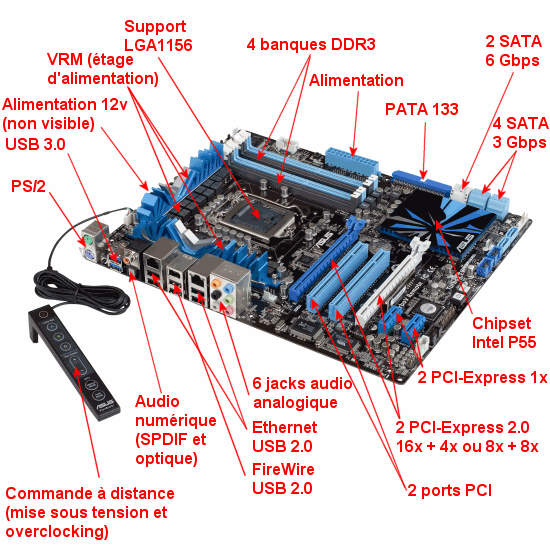 Support
LGA1156
VRM (étage
d'alimentation)
4 banques DDR3
2 SATA
6 Gbps
Alimentation
Alimentation 12v
(non visible)
PATA 133
4 SATA
3 Gbps
USB 3.0
PS/2
ASUS
ASUS
Chipset
Intel P55
2 PCI-Express 1x
6 jacks audio
analogique
Audio
numérique
(SPDIF et
optique)
Ethernet
USB 2.0
2 PCI-Express 2.0
16x + 4x ou 8x + 8x
FireWire
USB 2.0
2 ports PCI
ASUS
Commande à distance
(mise sous tension et
overclocking)